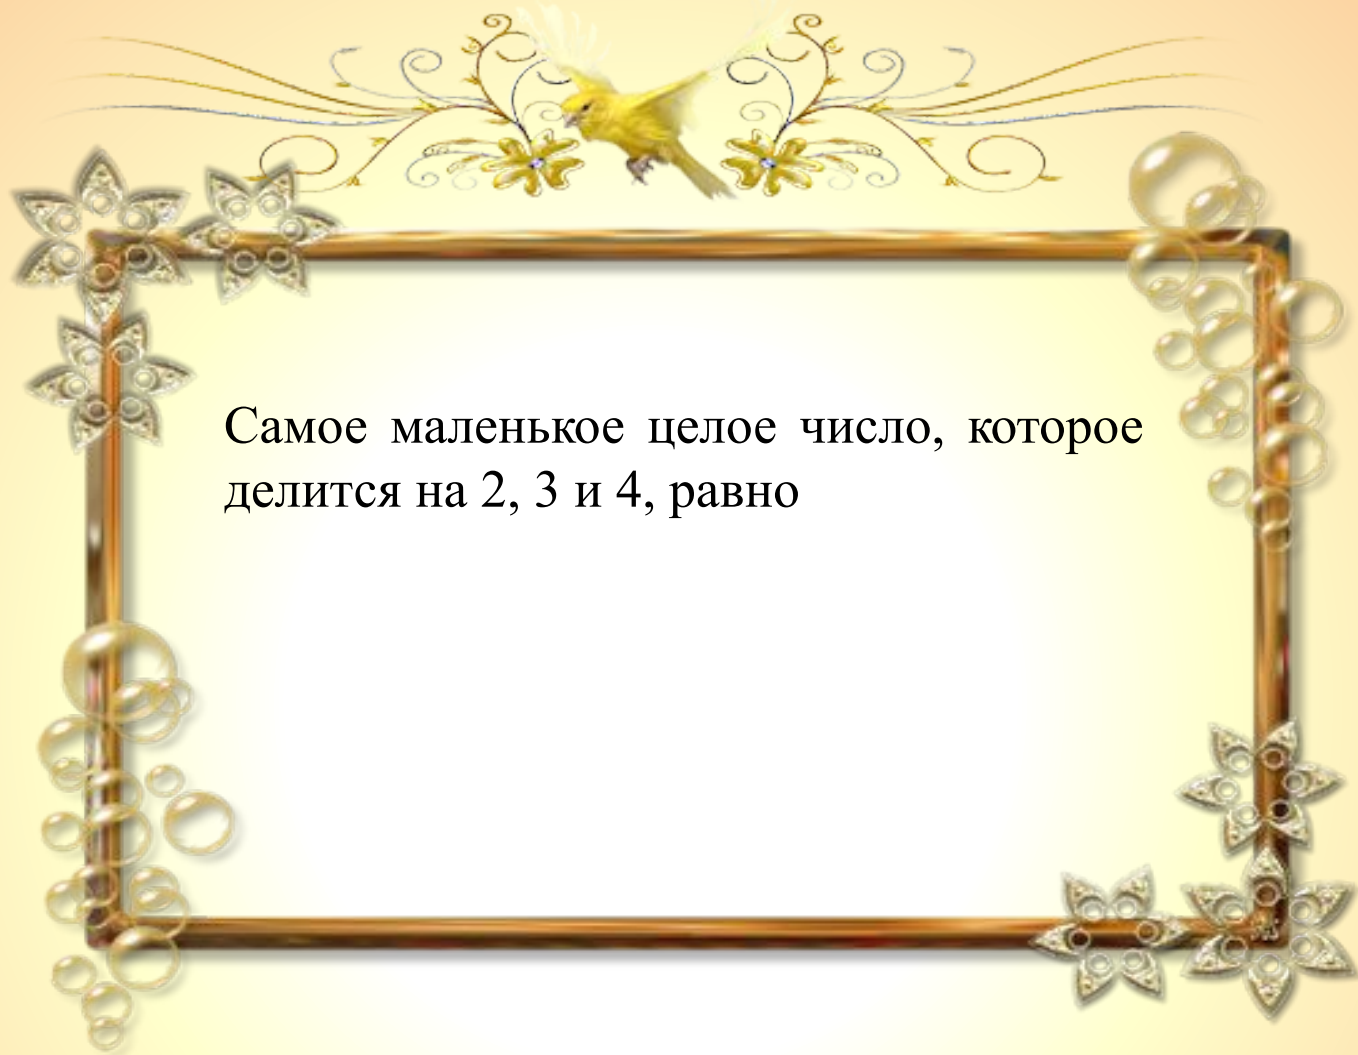 Самое маленькое целое число, которое
делится на 2, 3 и 4, равно